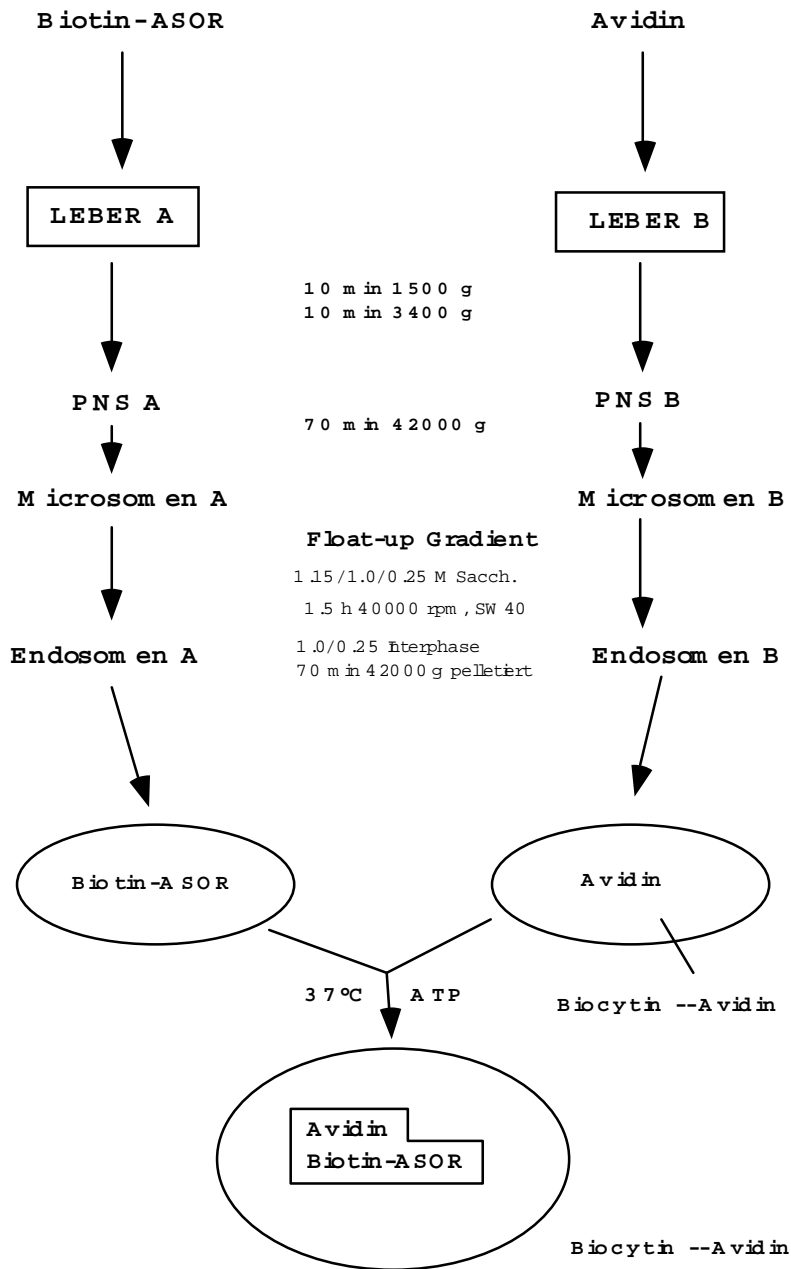 Biotin-ASOR
Avidin
LEBER A
LEBER B
10 min 1500 g
10 min 3400 g
PNS A
PNS B
70 min 42000 g
Microsomen A
Microsomen B
Float-up Gradient
1.15/1.0/0.25 M Sacch.
1.5 h 40000 rpm, SW 40
Endosomen A
1.0/0.25 Interphase
70 min 42000 g pelletiert
Endosomen B
Biotin-ASOR
Avidin
37°C
ATP
Biocytin --Avidin
Avidin
Biotin-ASOR
Biocytin --Avidin